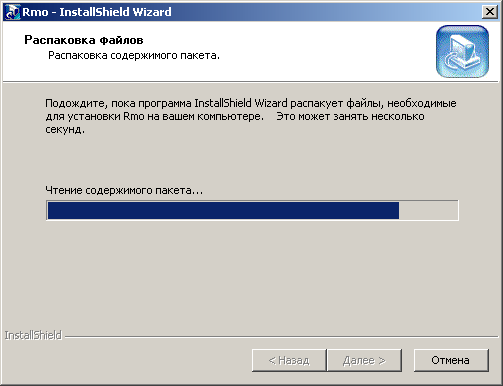 Rmo - InstallShield Wizard
Распаковка файлов
Распаковка содержимого пакета.
Подождите, пока программа InstallShield Wizard распакует файлы, необходимые
для установки Rmo на вашем компьютере. Это может занять несколько
секунд.
Чтение содержимого пакета...
InstallShield
< Назад
Далее >
Отмена